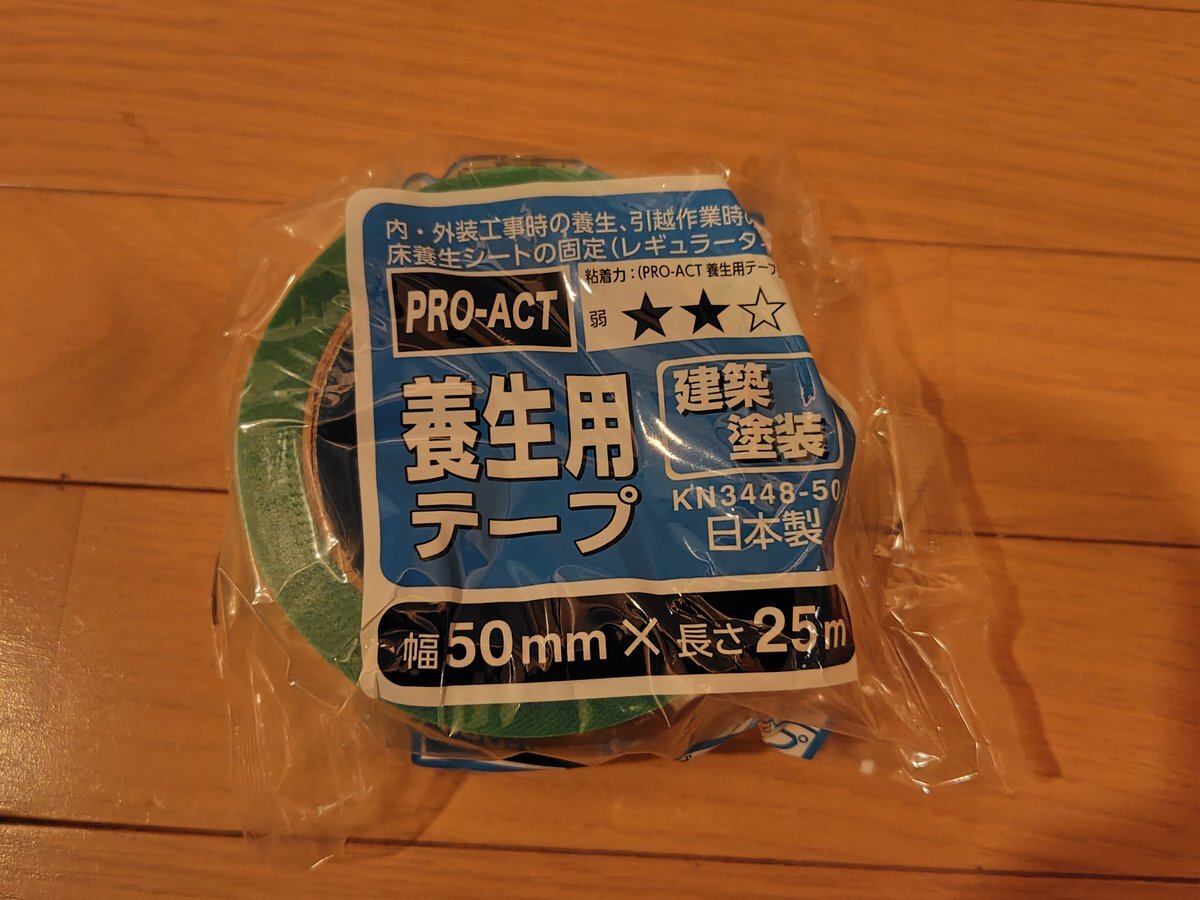 内・外装工事時の養生、引越作業時の
床養生シートの固定(レギュラータ
PRO-ACT
粘着力:(PRO-ACT 養生用テープ
弱 ★★☆
養生用
テープ
建築
塗装
KN3448-50
日本製
幅50mm×長さ25m
プ